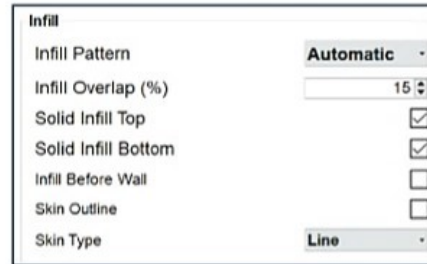 Infill
Infill Pattern Automatic
Infill Overlap (%) 15
Solid Infill Top
Solid Infill Bottom
Infill Before Wall
Skin Outline
Skin Type Line